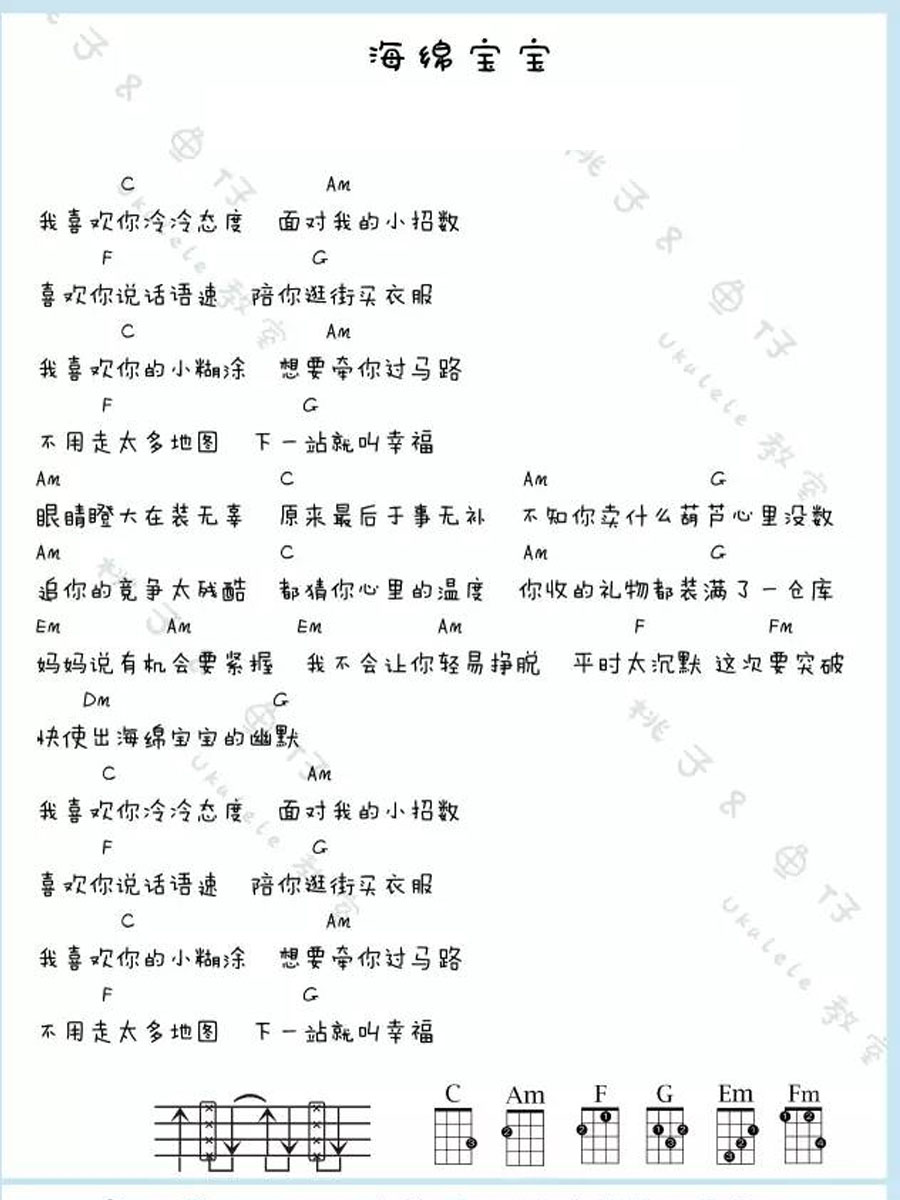 海绵宝宝
C Am
我喜欢你冷冷态度 面对我的小招数
F G
喜欢你说话语速 陪你逛街买衣服
C Am
我喜欢你的小糊涂 想要牵你过马路
F G
不用走太多地图 下一站就叫幸福
Am C Am G
眼睛瞪大在装无辜 原来最后于事无补 不知你卖什么葫芦心里没数
Am C Am G
追你的竞争太残酷 都猜你心里的温度 你收的礼物都装满了一仓库
Em Am Em Am F Fm
妈妈说有机会要紧握 我不会让你轻易挣脱 平时太沉默 这次要突破
Dm G
快使出海绵宝宝的幽默
C Am
我喜欢你冷冷态度 面对我的小招数
F G
喜欢你说话语速 陪你逛街买衣服
C Am
我喜欢你的小糊涂 想要牵你过马路
F G
不用走太多地图 下一站就叫幸福
C Am F G Em Fm
桃子&鱼仔
Ukulele教室